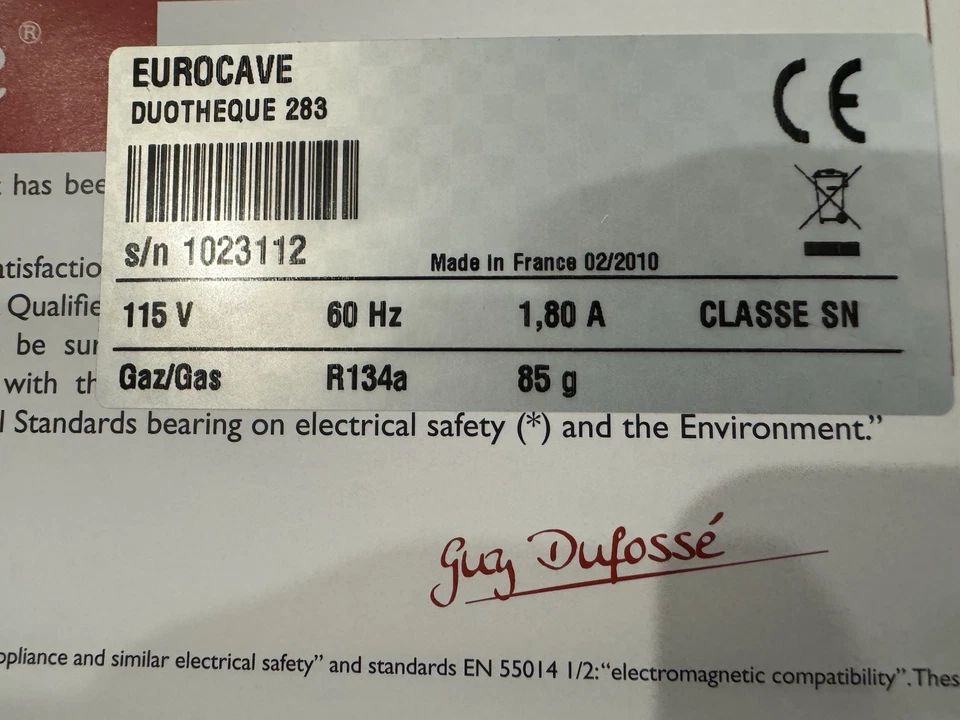 ®
EUROCAVE
DUOTHEQUE 283
has bee
s/n 1023112
Made In France 02/2010
Qualifie
115 V 60 Hz 1,80 A CLASSE SN
be sur
with th
Gaz/Gas R134a 85 g
Standards bearing on electrical safety (*) and the Environment.”
Guy Dufossé
ppliance and similar electrical safety” and standards EN 55014 1/2:“electromagnetic compatibility”.Thes